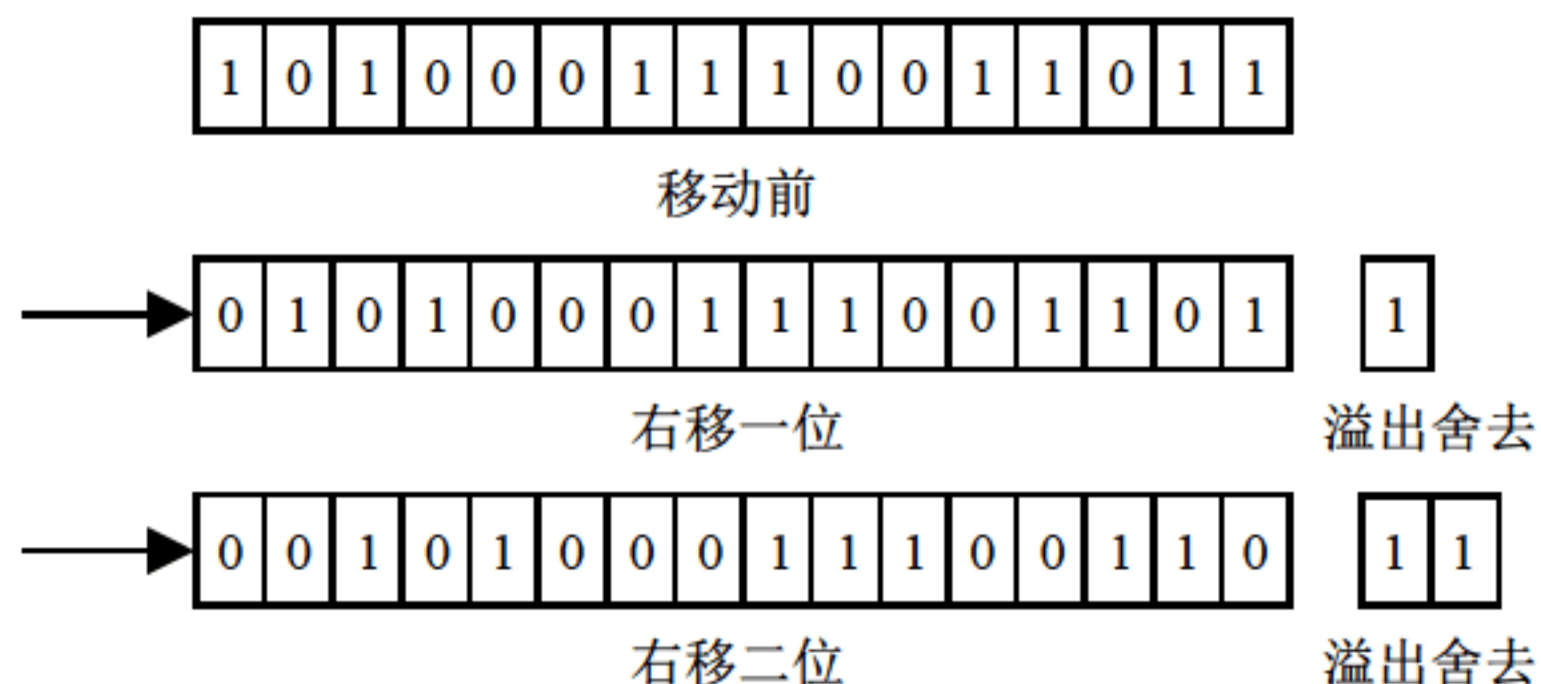 1 0 1 0 0 0 1 1 1 0 0 1 1 0 1 1
移动前
0 1 0 1 0 0 0 1 1 1 0 0 1 1 0 1 1
右移一位 溢出舍去
0 0 1 0 1 0 0 0 1 1 1 0 0 1 1 0 1 1
右移二位 溢出舍去